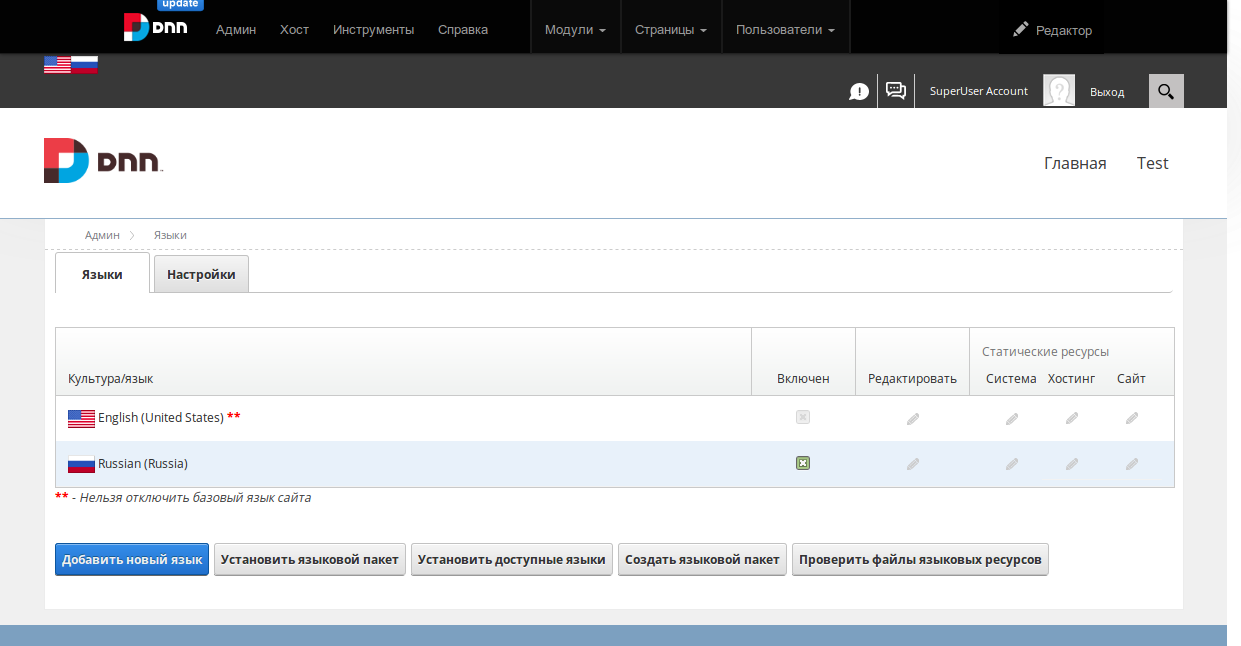 update
DNN Админ Хост Инструменты Справка Модули Страницы Пользователи Редактор
SuperUser Account Выход
DNN Главная Test
Админ Языки
Языки Настройки
Статические ресурсы
Культура/язык Включен Редактировать Система Хостинг Сайт
English (United States) **
Russian (Russia)
** - Нельзя отключить базовый язык сайта
Добавить новый язык Установить языковой пакет Установить доступные языки Создать языковой пакет Проверить файлы языковых ресурсов